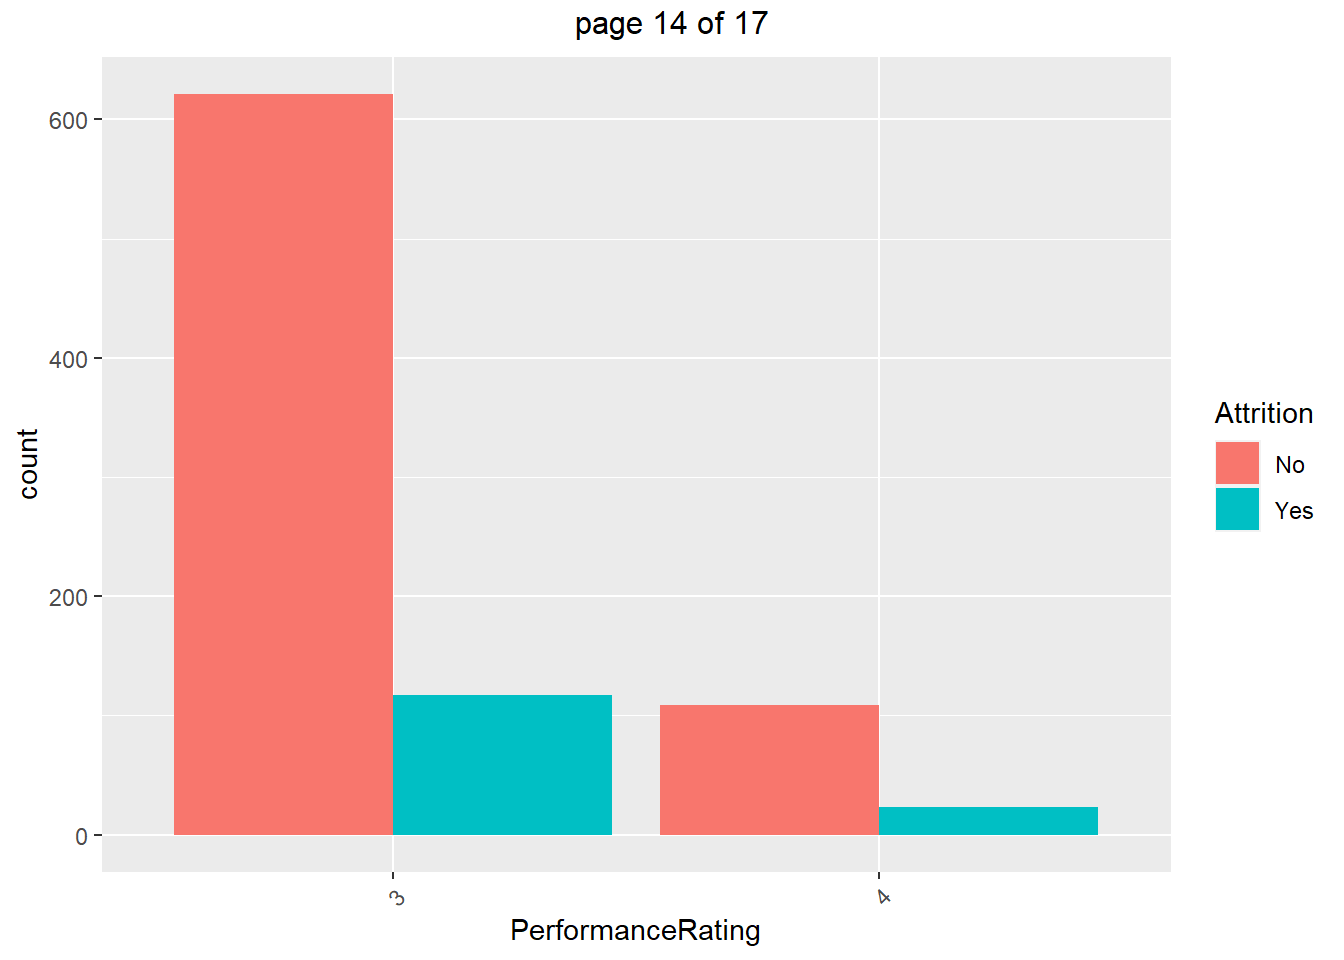 page 14 of 17
600
400
200
0
count
3
4
PerformanceRating
Attrition
No
Yes